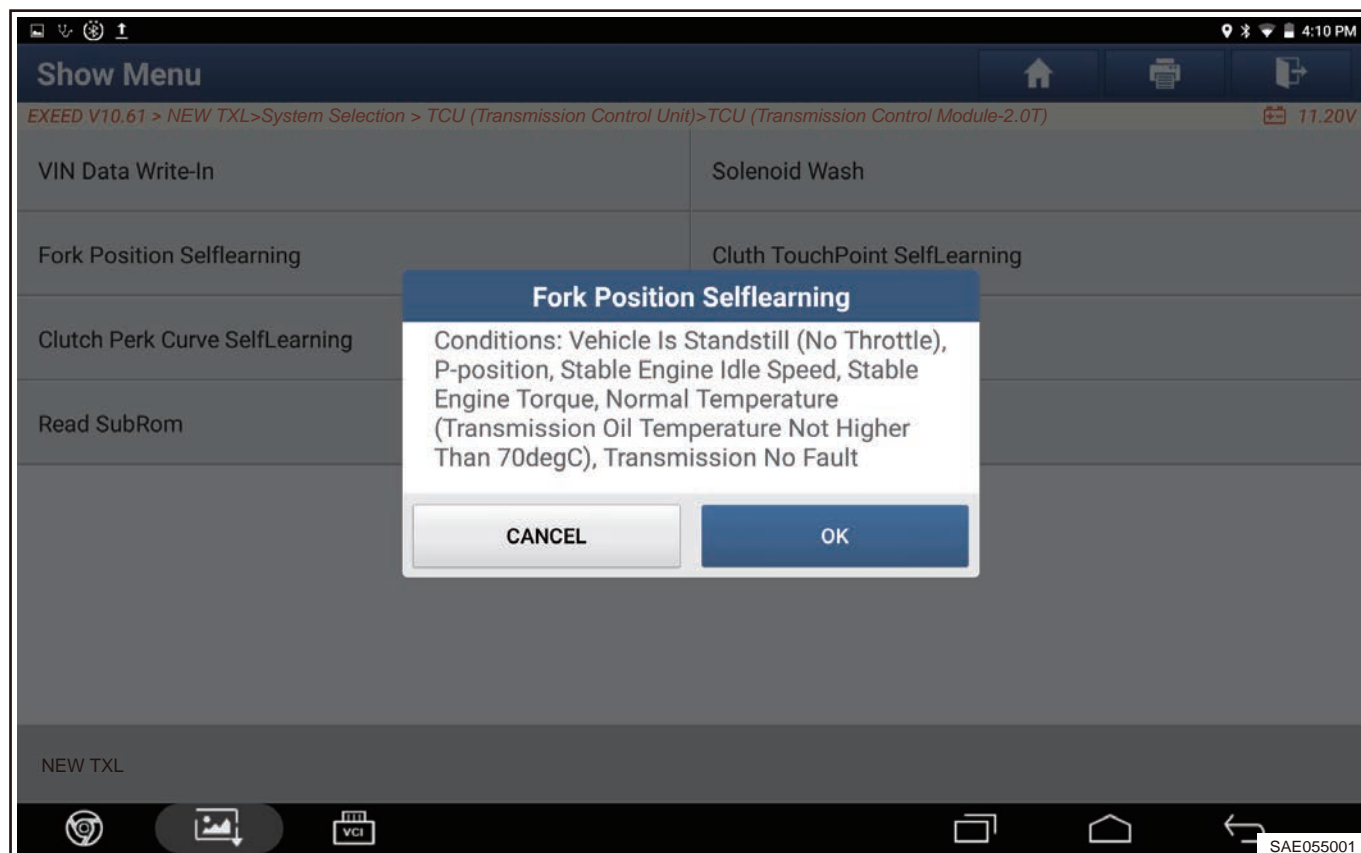 4:10 PM
Show Menu
EXEED V10.61 > NEW TXL>System Selection > TCU (Transmission Control Unit)>TCU (Transmission Control Module-2.0T)
11.20V
VIN Data Write-In
Solenoid Wash
Fork Position Selflearning
Cluth TouchPoint SelfLearning
Clutch Perk Curve SelfLearning
Read SubRom
Fork Position Selflearning
Conditions: Vehicle Is Standstill (No Throttle),
P-position, Stable Engine Idle Speed, Stable
Engine Torque, Normal Temperature
(Transmission Oil Temperature Not Higher
Than 70degC), Transmission No Fault
CANCEL
OK
NEW TXL
VCI
SAE055001